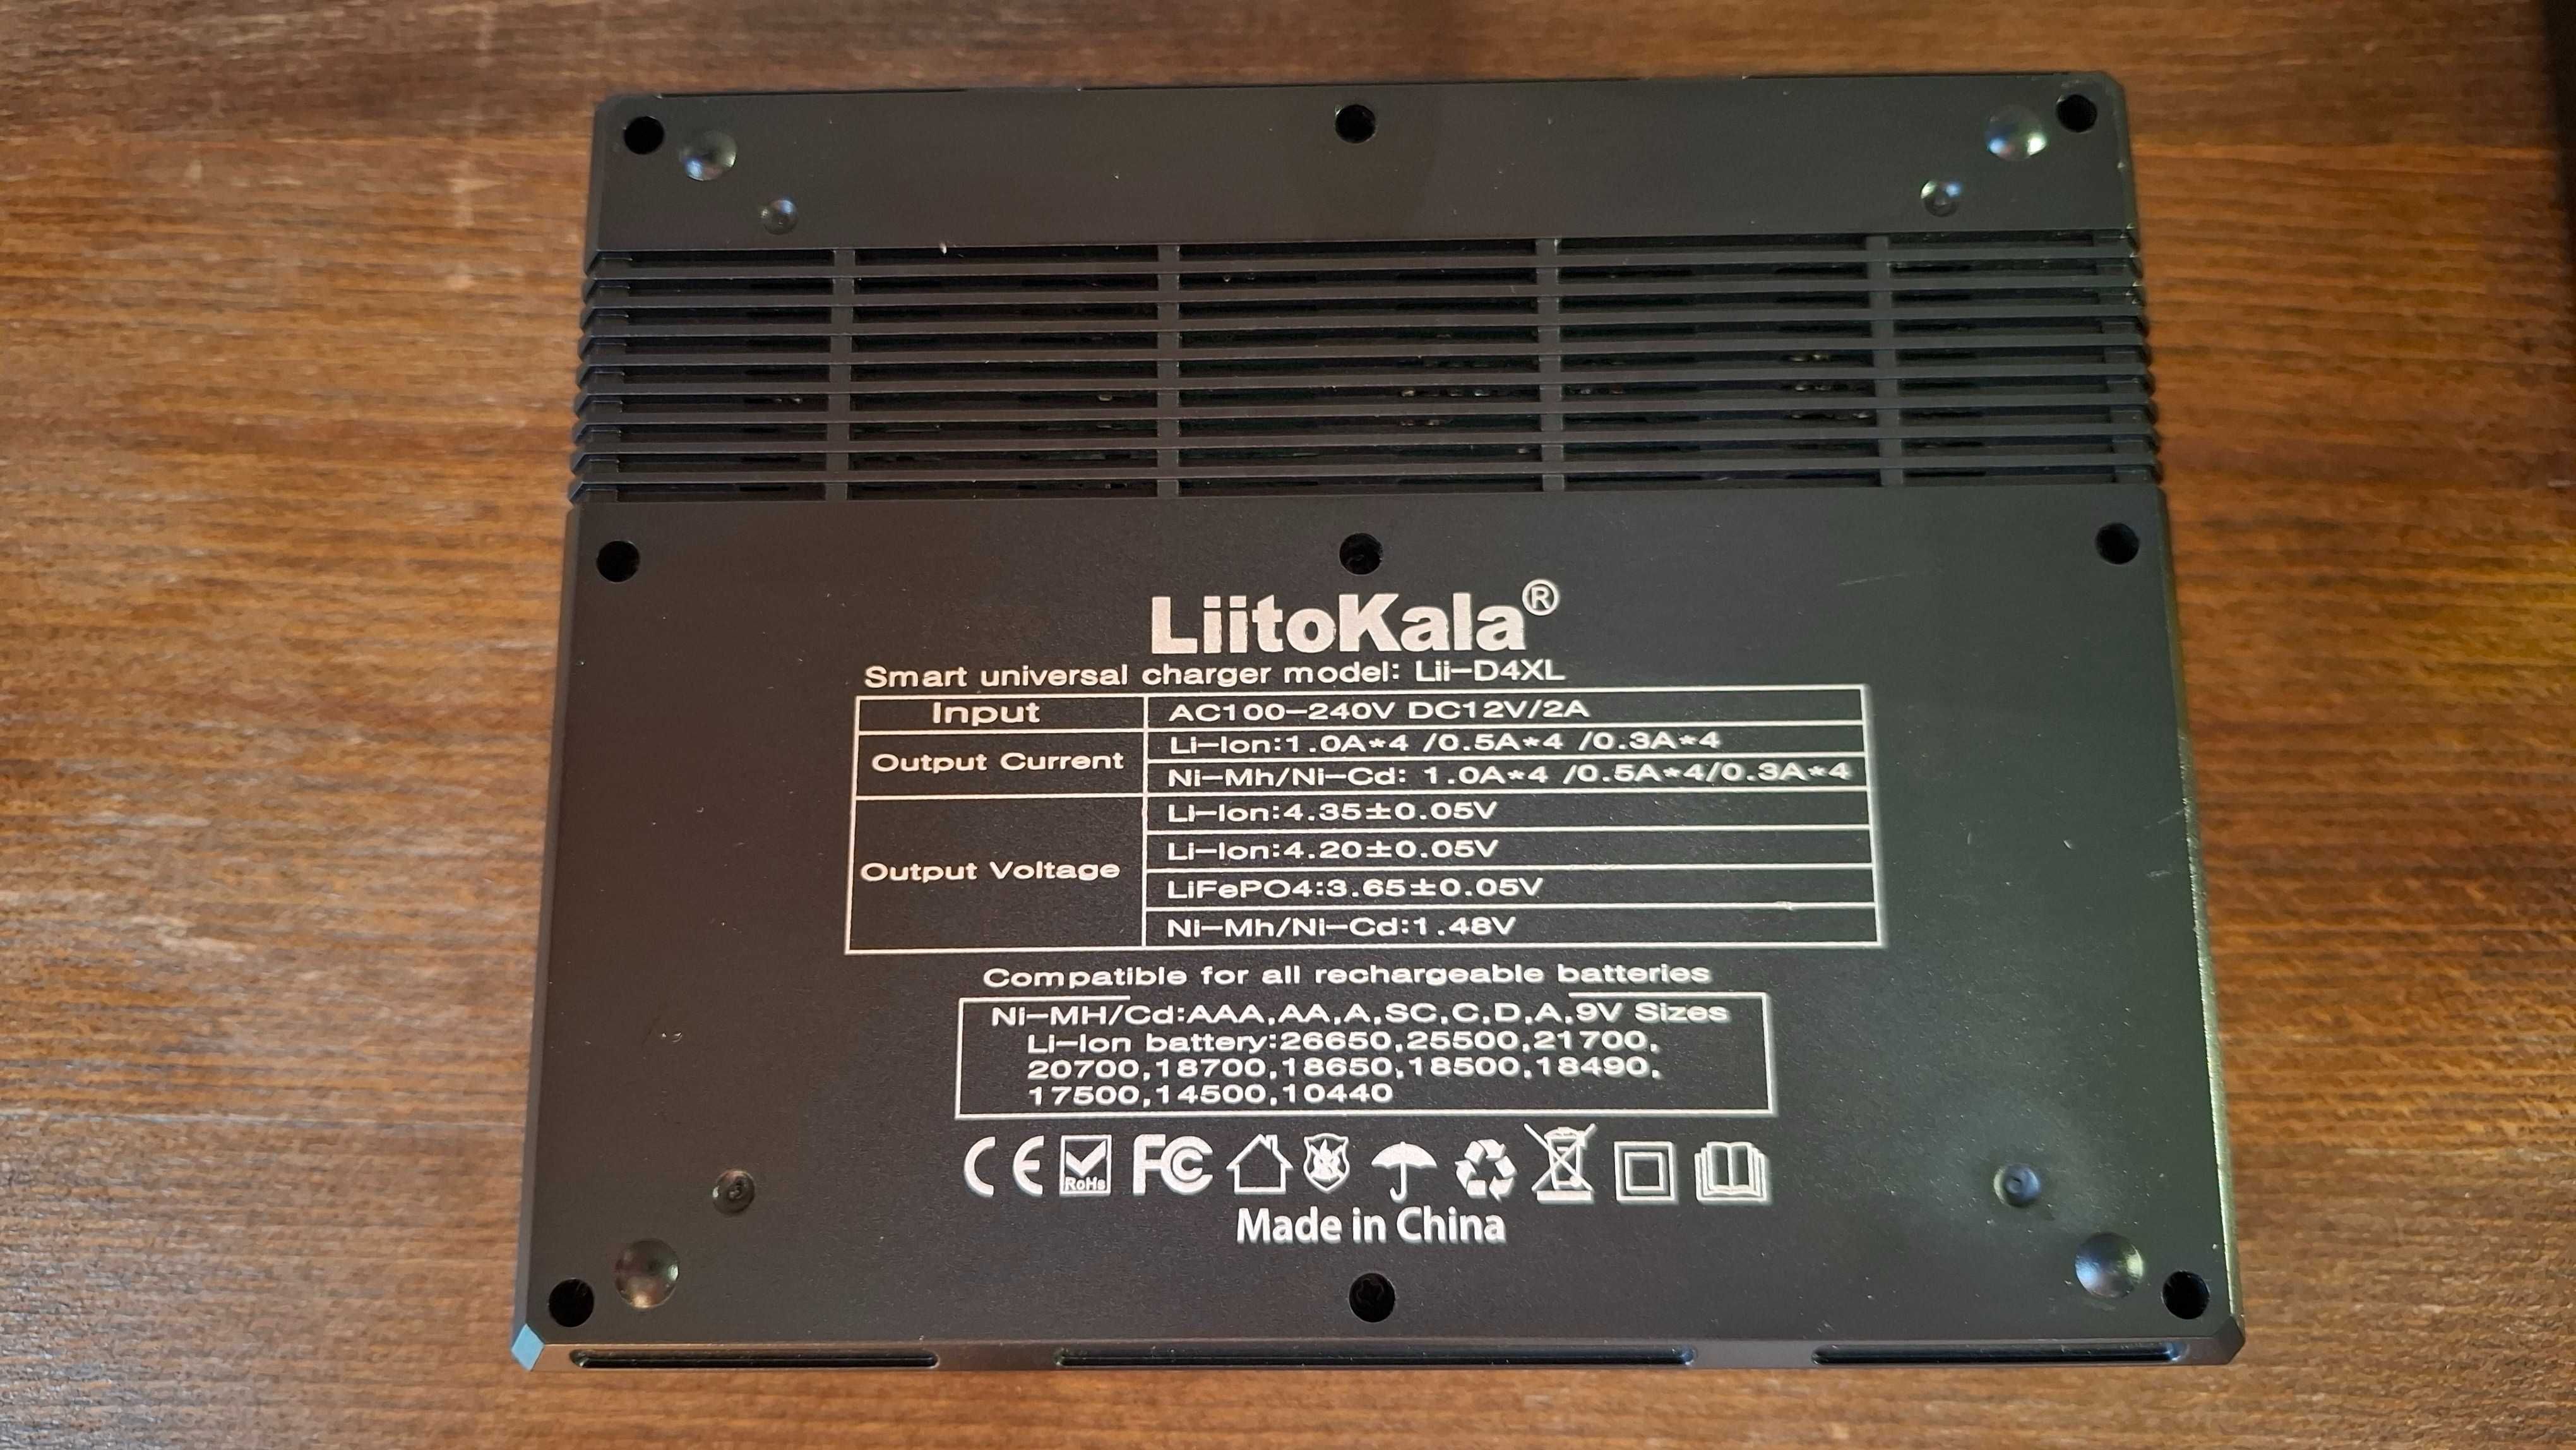 LiitoKala®
Smart universal charger model: Lii-D4XL
Input AC100-240V DC12V/2A
Output Current Li-Ion:1.0A*4 /0.5A*4 /0.3A*4
Ni-Mh/Ni-Cd: 1.0A*4 /0.5A*4/0.3A*4
Output Voltage Li-Ion:4.35±0.05V
Li-Ion:4.20±0.05V
LiFePO4:3.65±0.05V
Ni-Mh/Ni-Cd:1.48V
Compatible for all rechargeable batteries
Ni-MH/Cd:AAA,AA,A,SC,C,D,A,9V Sizes
Li-Ion battery:26650,25500,21700,
20700,18700,18650,18500,18490,
17500,14500,10440
CE RoHs FC
Made in China